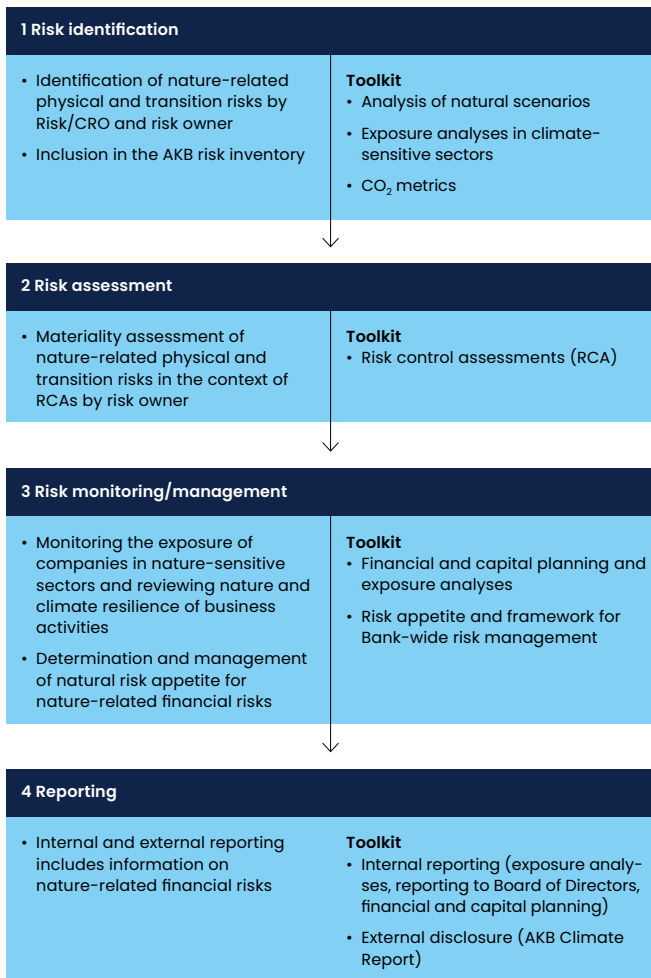 1 Risk identification
• Identification of nature-related
physical and transition risks by
Risk/CRO and risk owner
• Inclusion in the AKB risk inventory
Toolkit
• Analysis of natural scenarios
• Exposure analyses in climate-
sensitive sectors
• CO₂ metrics
2 Risk assessment
• Materiality assessment of
nature-related physical and
transition risks in the context of
RCAs by risk owner
Toolkit
• Risk control assessments (RCA)
3 Risk monitoring/management
• Monitoring the exposure of
companies in nature-sensitive
sectors and reviewing nature and
climate resilience of business
activities
• Determination and management
of natural risk appetite for
nature-related financial risks
Toolkit
• Financial and capital planning and
exposure analyses
• Risk appetite and framework for
Bank-wide risk management
4 Reporting
• Internal and external reporting
includes information on
nature-related financial risks
Toolkit
• Internal reporting (exposure analy-
ses, reporting to Board of Directors,
financial and capital planning)
• External disclosure (AKB Climate
Report)